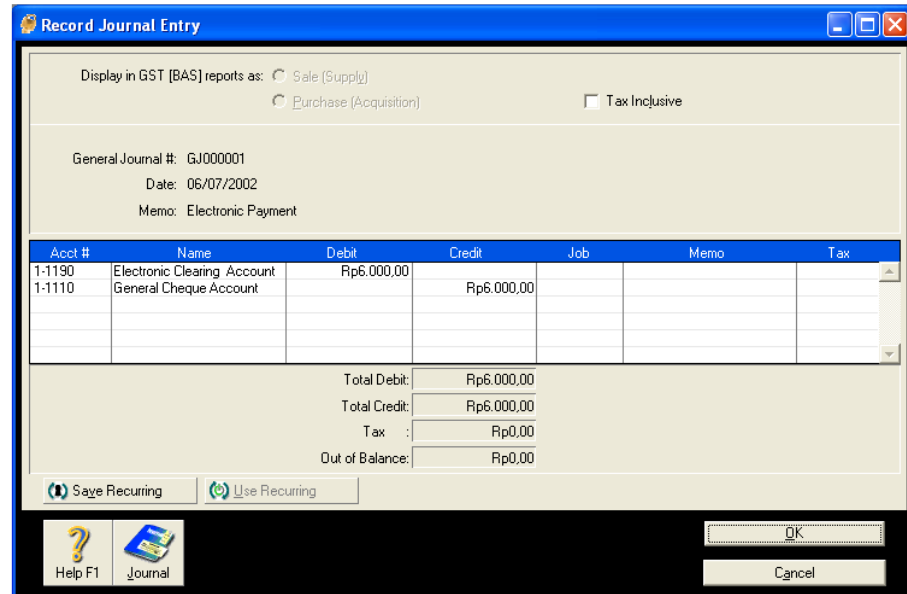 Record Journal Entry
Display in GST [BAS] reports as: Sale (Supply)
Purchase (Acquisition) Tax Inclusive
General Journal #: GJ000001
Date: 06/07/2002
Memo: Electronic Payment
Acct # Name Debit Credit Job Memo Tax
1-1190 Electronic Clearing Account Rp6.000,00
1-1110 General Cheque Account Rp6.000,00
Total Debit: Rp6.000,00
Total Credit: Rp6.000,00
Tax : Rp0,00
Out of Balance: Rp0,00
Save Recurring Use Recurring
OK
Help F1 Journal
Cancel